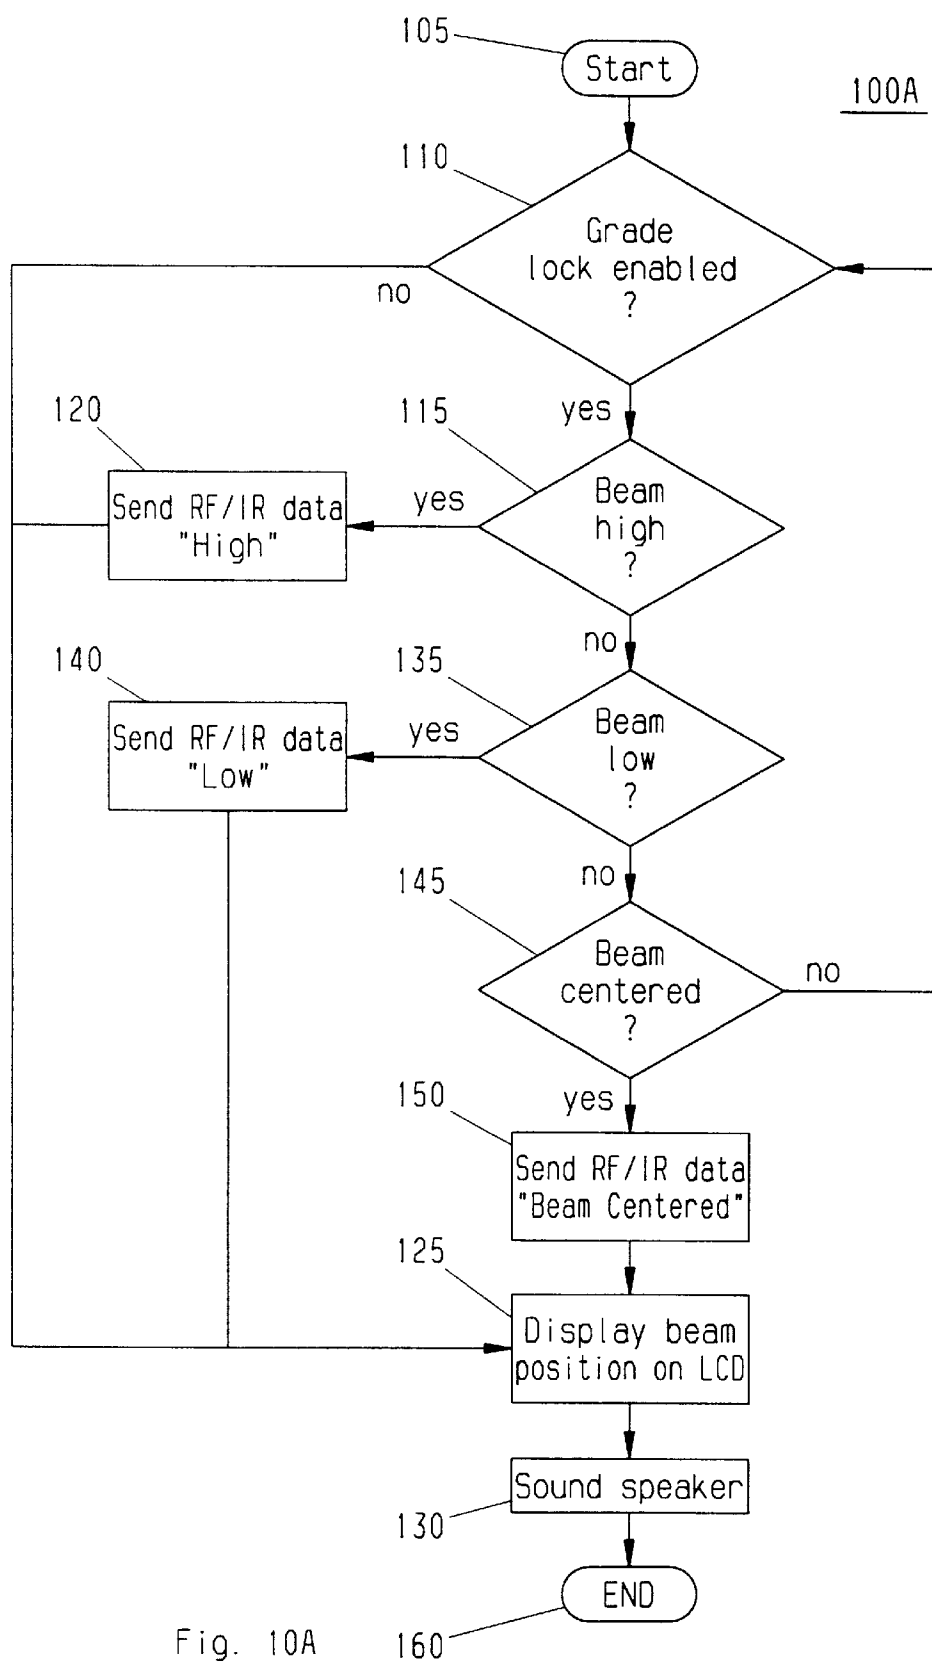 105
Start
100A
110
Grade
lock enabled
?
no
yes
120
115
Send RF/IR data
"High"
yes
Beam
high
?
no
140
135
Send RF/IR data
"Low"
yes
Beam
low
?
no
145
Beam
centered
?
no
yes
150
Send RF/IR data
"Beam Centered"
125
Display beam
position on LCD
Sound speaker
130
END
Fig. 10A
160